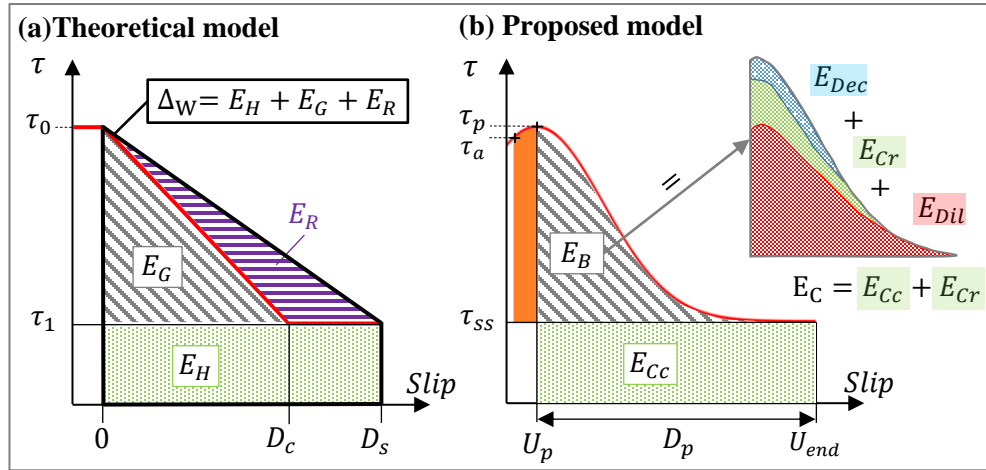 (a)Theoretical model
τ
Δ_W = E_H + E_G + E_R
τ_0
E_R
E_G
τ_1
E_H
Slip
0
D_c
D_s
(b) Proposed model
τ
τ_p
τ_a
=
E_B
E_Dec
+
E_Cr
+
E_Dil
E_C = E_Cc + E_Cr
τ_ss
E_Cc
Slip
U_p
D_p
U_end